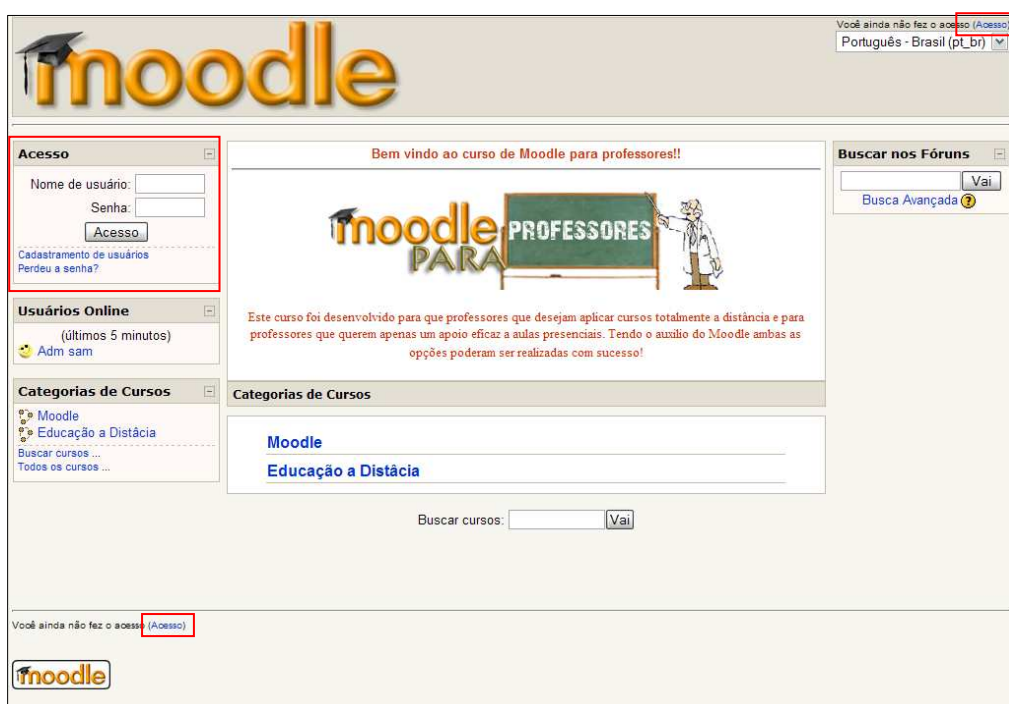 moodle
Você ainda não fez o acesso (Acesso)
Português - Brasil (pt_br)
Acesso
Nome de usuário:
Senha:
Acesso
Cadastramento de usuários
Perdeu a senha?
Usuários Online
(últimos 5 minutos)
Adm sam
Categorias de Cursos
Moodle
Educação a Distâcia
Buscar cursos ...
Todos os cursos ...
Bem vindo ao curso de Moodle para professores!!
moodle
PARA
PROFESSORES
Este curso foi desenvolvido para que professores que desejam aplicar cursos totalmente a distância e para
professores que querem apenas um apoio eficaz a aulas presenciais. Tendo o auxilio do Moodle ambas as
opções poderam ser realizadas com sucesso!
Categorias de Cursos
Moodle
Educação a Distâcia
Buscar cursos:
Vai
Buscar nos Fóruns
Vai
Busca Avançada ?
Você ainda não fez o acesso (Acesso)
moodle